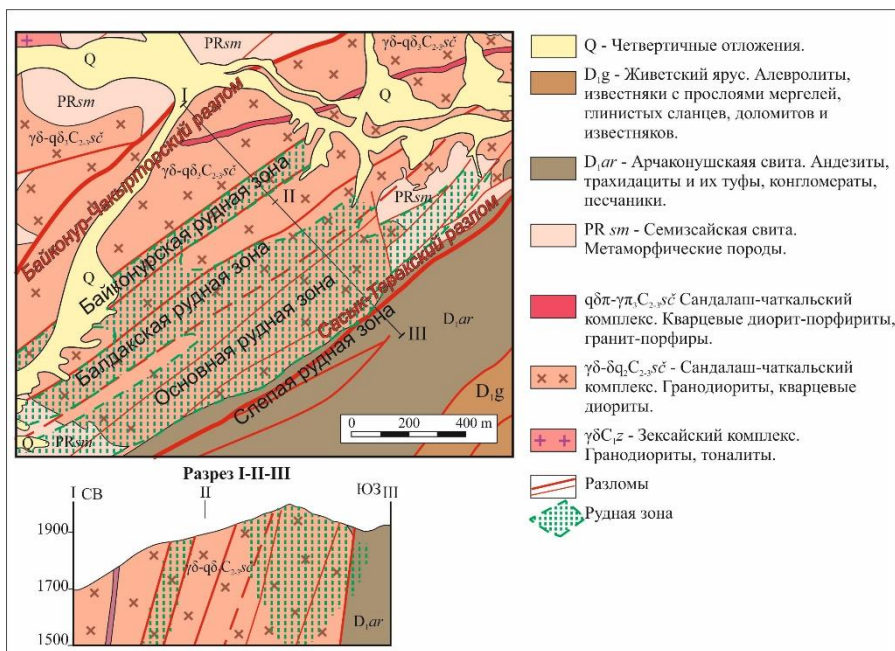 PRsm
γδ-qδ₃C₂₋₃sč
Q
Q
I
PRsm
γδ-qδ₃C₂₋₃sč
γδ-qδ₂C₂₋₃sč
Байконур-Чакырторский разлом
II
PRsm
Байконурская рудная зона
Q
Балдакская рудная зона
Сасык-Терекский разлом
Основная рудная зона
III
D₁ar
Слепая рудная зона
D₁g
PRsm
Q
0 200 400 m
Разрез I-II-III
I СВ
II
ЮЗ III
1900
1700
1500
D₁ar
Q - Четвертичные отложения.
D₁g - Живетский ярус. Алевролиты,
известняки с прослоями мергелей,
глинистых сланцев, доломитов и
известняков.
D₁ar - Арчаконушскаяя свита. Андезиты,
трахидациты и их туфы, конгломераты,
песчаники.
PR sm - Семизсайская свита.
Метаморфические породы.
qδπ-γπ₃C₂₋₃sč Сандалаш-чаткальский
комплекс. Кварцевые диорит-порфириты,
гранит-порфиры.
γδ-δq₂C₂₋₃sč - Сандалаш-чаткальский
комплекс. Гранодиориты, кварцевые
диориты.
γδC₁z - Зексайский комплекс.
Гранодиориты, тоналиты.
Разломы
Рудная зона